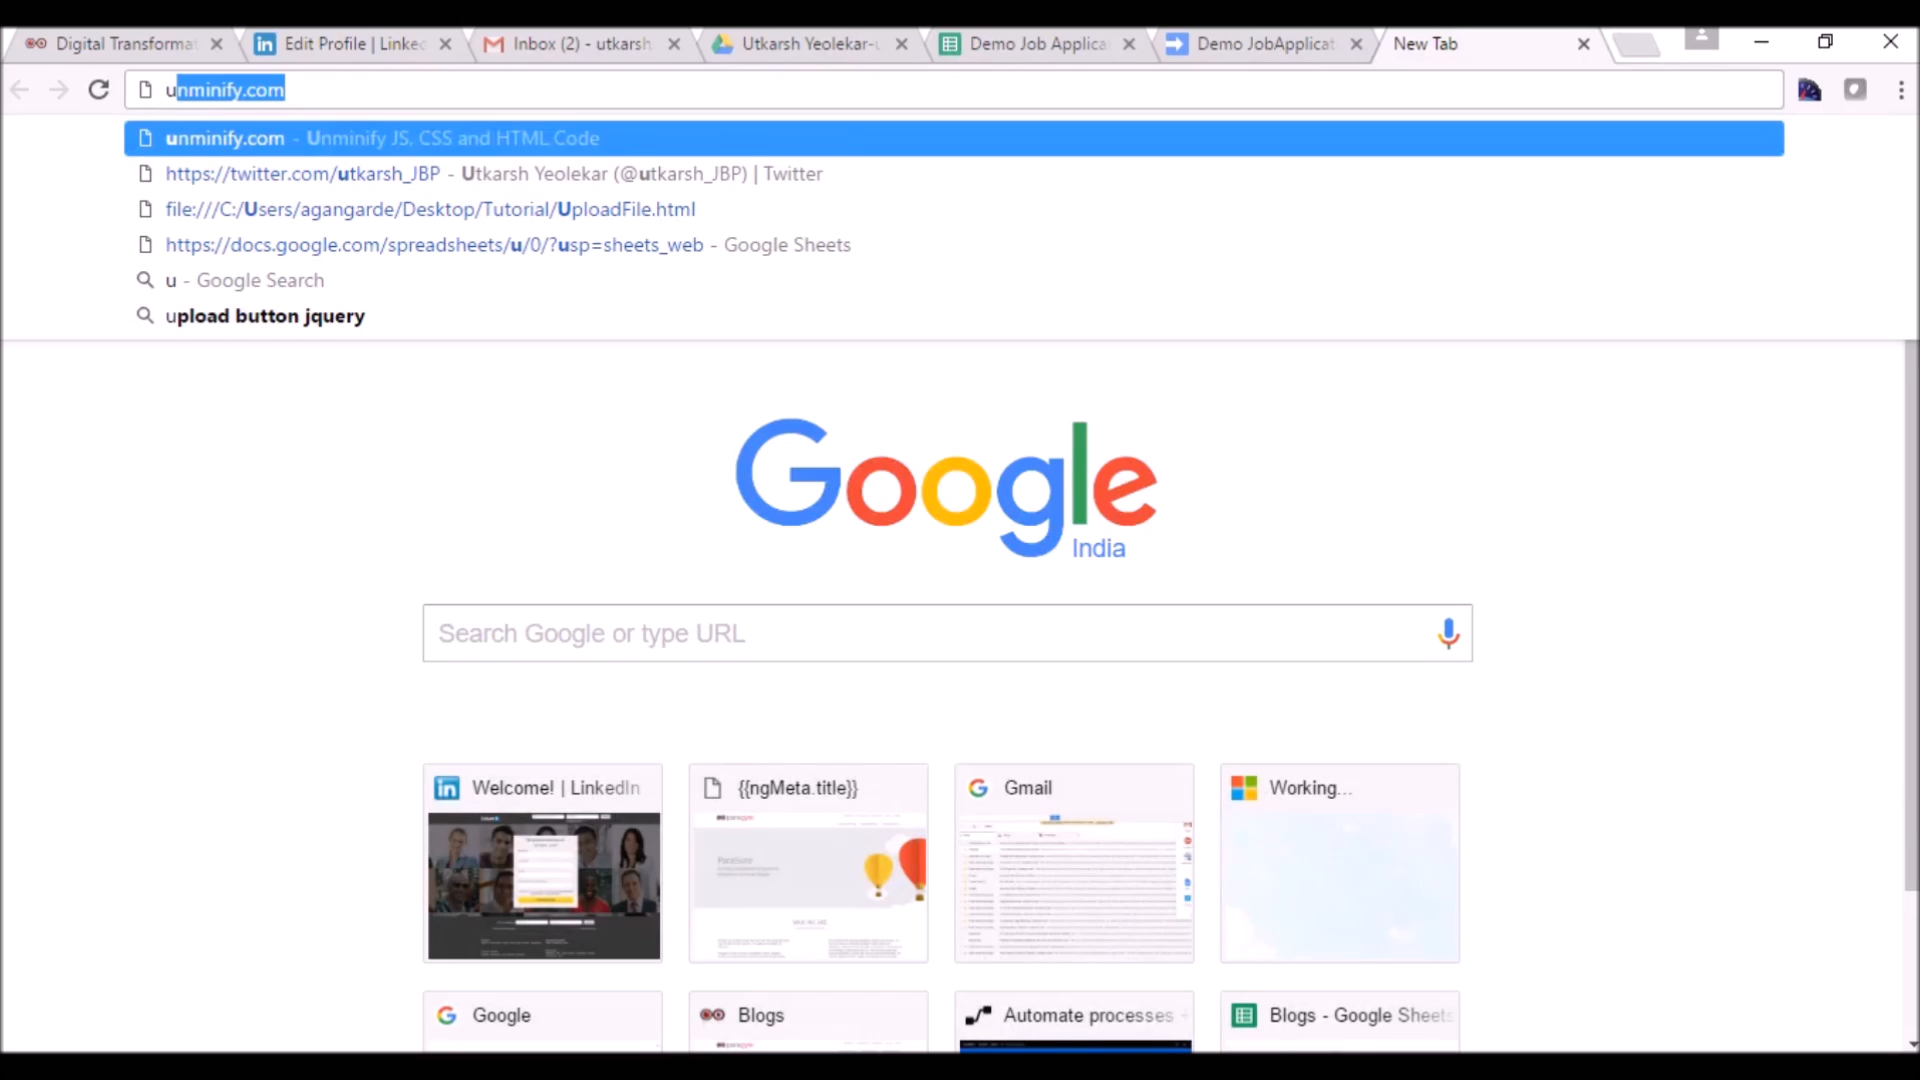 Digital Transformat
Edit Profile | Linked
Inbox (2) - utkarsh.
Utkarsh Yeolekar-u
Demo Job Applica
Demo JobApplicat
New Tab
unminify.com
unminify.com - Unminify JS, CSS and HTML Code
https://twitter.com/utkarsh_JBP - Utkarsh Yeolekar (@utkarsh_JBP) | Twitter
file:///C:/Users/agangarde/Desktop/Tutorial/UploadFile.html
https://docs.google.com/spreadsheets/u/0/?usp=sheets_web - Google Sheets
u - Google Search
upload button jquery
Google
India
Search Google or type URL
Welcome! | LinkedIn
{{ngMeta.title}}
Gmail
Working...
Google
Blogs
Automate processes +
Blogs - Google Sheets